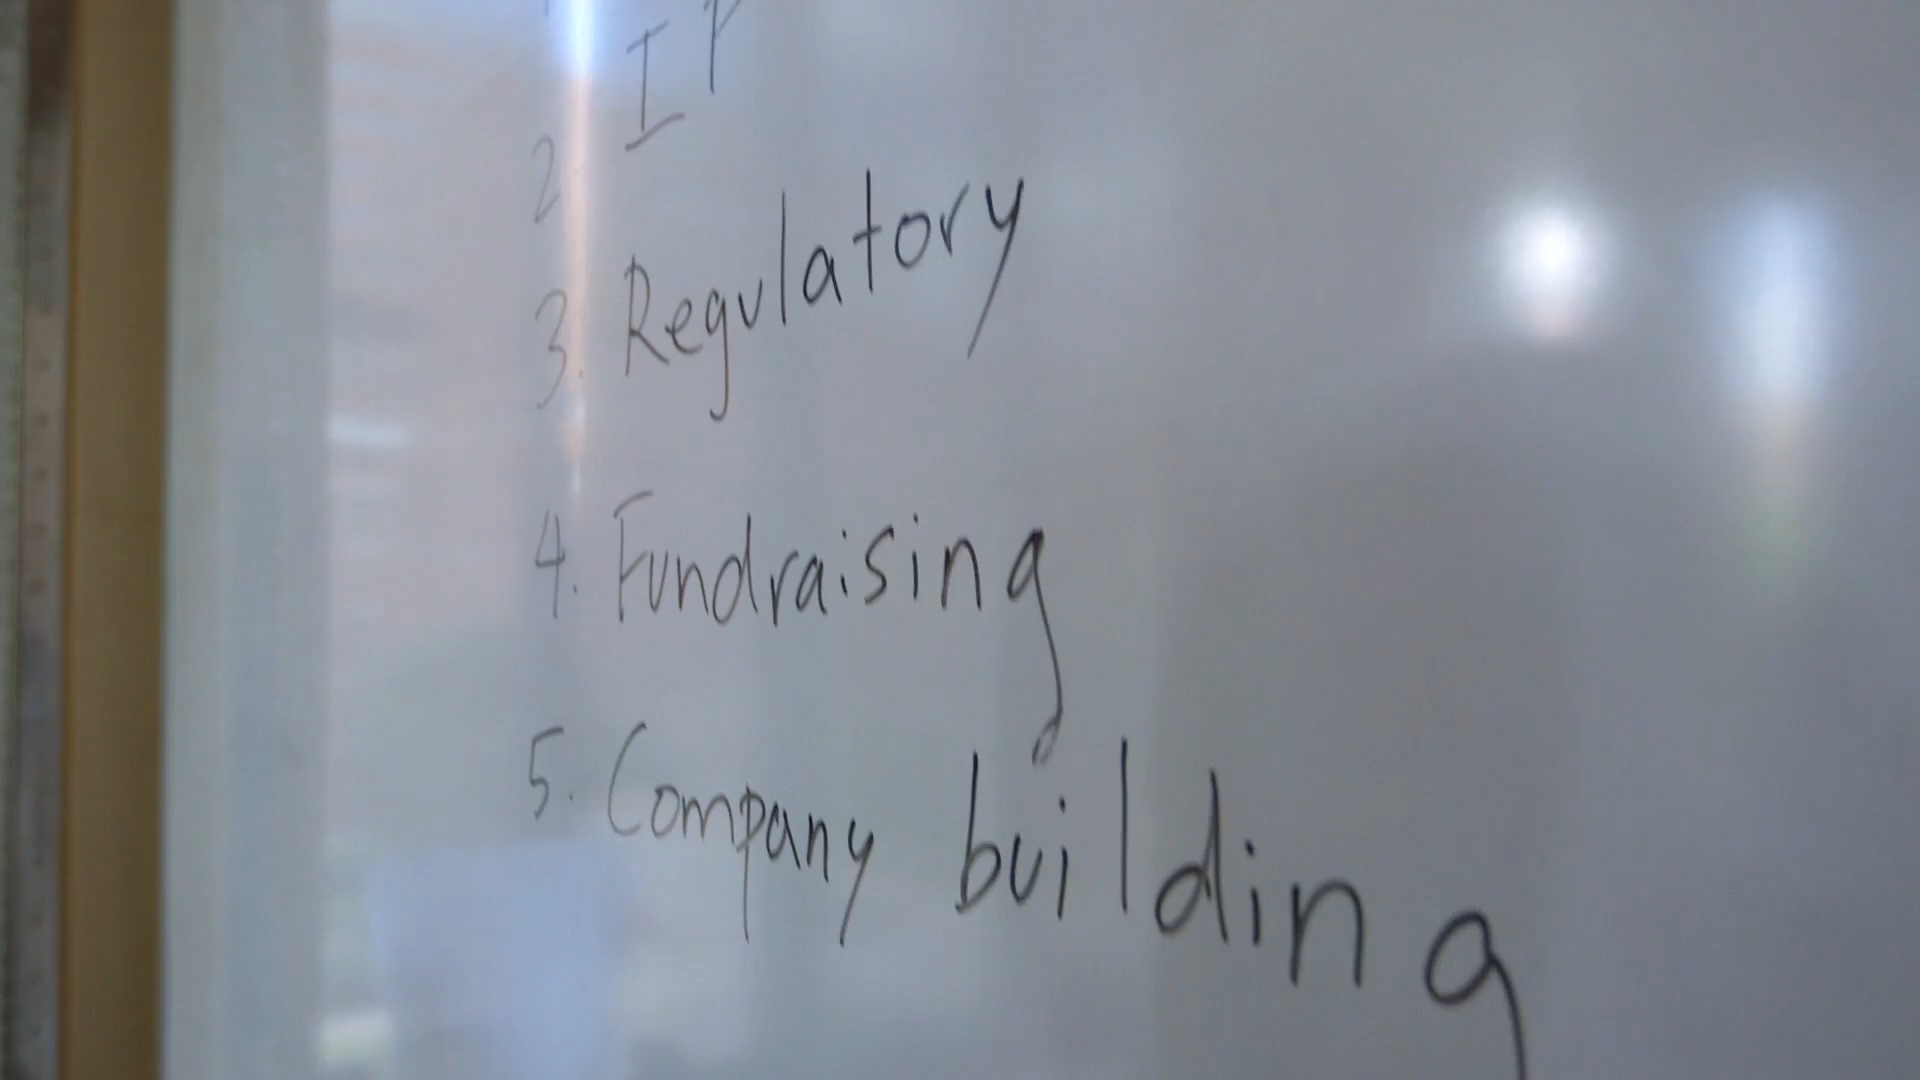 2. IP
3. Regulatory
4. Fundraising
5. Company building